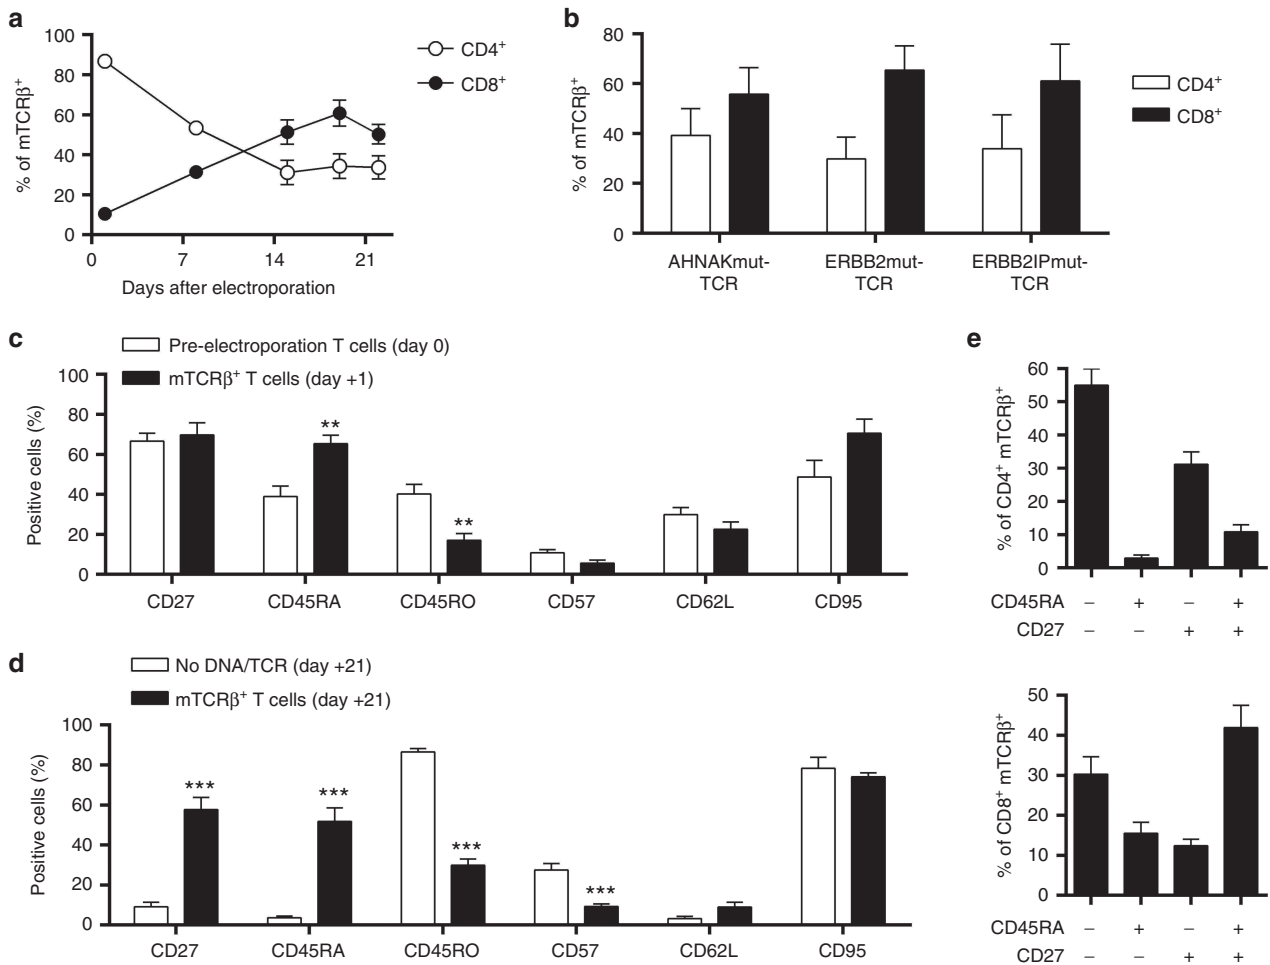 a
100
80
60
40
20
0
% of mTCRβ⁺
0 7 14 21
Days after electroporation
CD4⁺
CD8⁺
b
80
60
40
20
0
% of mTCRβ⁺
AHNAKmut-
TCR
ERBB2mut-
TCR
ERBB2IPmut-
TCR
CD4⁺
CD8⁺
c
Pre-electroporation T cells (day 0)
mTCRβ⁺ T cells (day +1)
100
80
60
40
20
0
Positive cells (%)
**
**
CD27 CD45RA CD45RO CD57 CD62L CD95
d
No DNA/TCR (day +21)
mTCRβ⁺ T cells (day +21)
100
80
60
40
20
0
Positive cells (%)
***
***
***
***
CD27 CD45RA CD45RO CD57 CD62L CD95
e
60
50
40
30
20
10
0
% of CD4⁺ mTCRβ⁺
CD45RA − + − +
CD27 − − + +
50
40
30
20
10
0
% of CD8⁺ mTCRβ⁺
CD45RA − + − +
CD27 − − + +